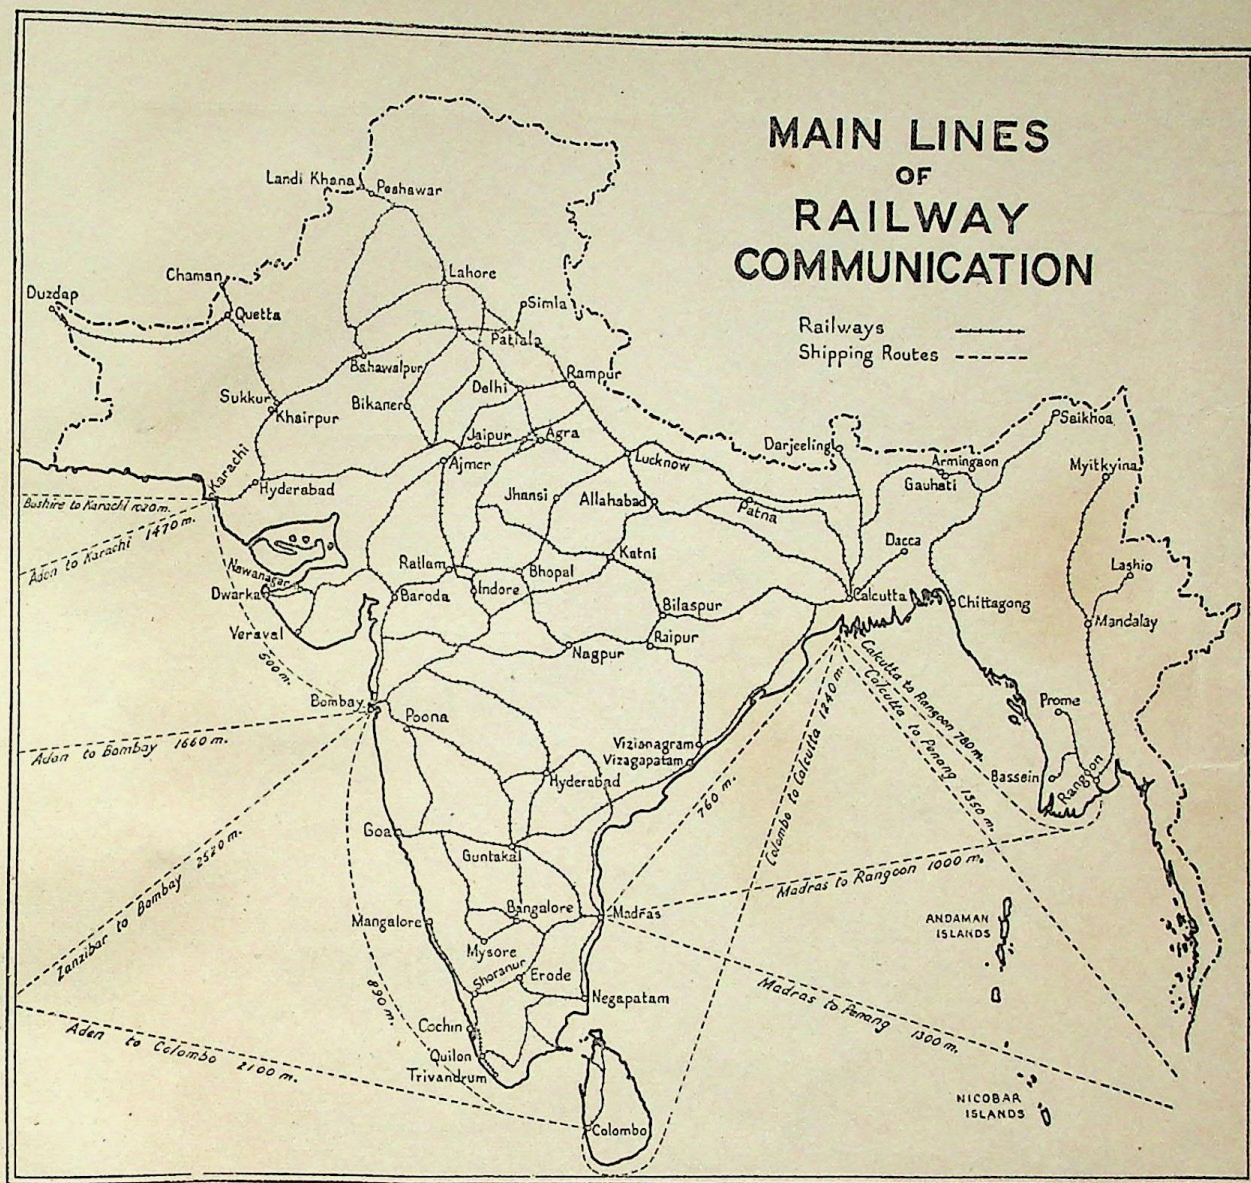 MAIN LINES
OF
RAILWAY
COMMUNICATION
Railways
Shipping Routes
Landi Khana
Peshawar
Chaman
Lahore
Duzdap
Quetta
Simla
Patiala
Bahawalpur
Rampur
Delhi
Sukkur
Khairpur
Bikaner
Saikhoa
Jaipur
Agra
Darjeeling
Karachi
Ajmer
Lucknow
Armingaon
Myitkyina
Hyderabad
Gauhati
Bushire to Karachi 1020 m.
Jhansi
Allahabad
Patna
Aden to Karachi 1470 m.
Dacca
Katni
Nawanagar
Ratlam
Bhopal
Lashio
Dwarka
Baroda
Indore
Calcutta
Chittagong
Bilaspur
Mandalay
Veraval
Raipur
Nagpur
500 m.
Calcutta to Rangoon 780 m.
Calcutta to Penang 1350 m.
Bombay
Poona
Prome
Aden to Bombay 1660 m.
Vizianagram
Vizagapatam
Hyderabad
Bassein
Rangoon
760 m.
Colombo to Calcutta 1240 m.
Goa
Guntakal
Zanzibar to Bombay 2520 m.
Madras to Rangoon 1000 m.
Mangalore
Bangalore
Madras
ANDAMAN
ISLANDS
Mysore
Shoranur
Erode
890 m.
Negapatam
Madras to Penang 1300 m.
Cochin
Aden to Colombo 2100 m.
Quilon
Trivandrum
NICOBAR
ISLANDS
Colombo